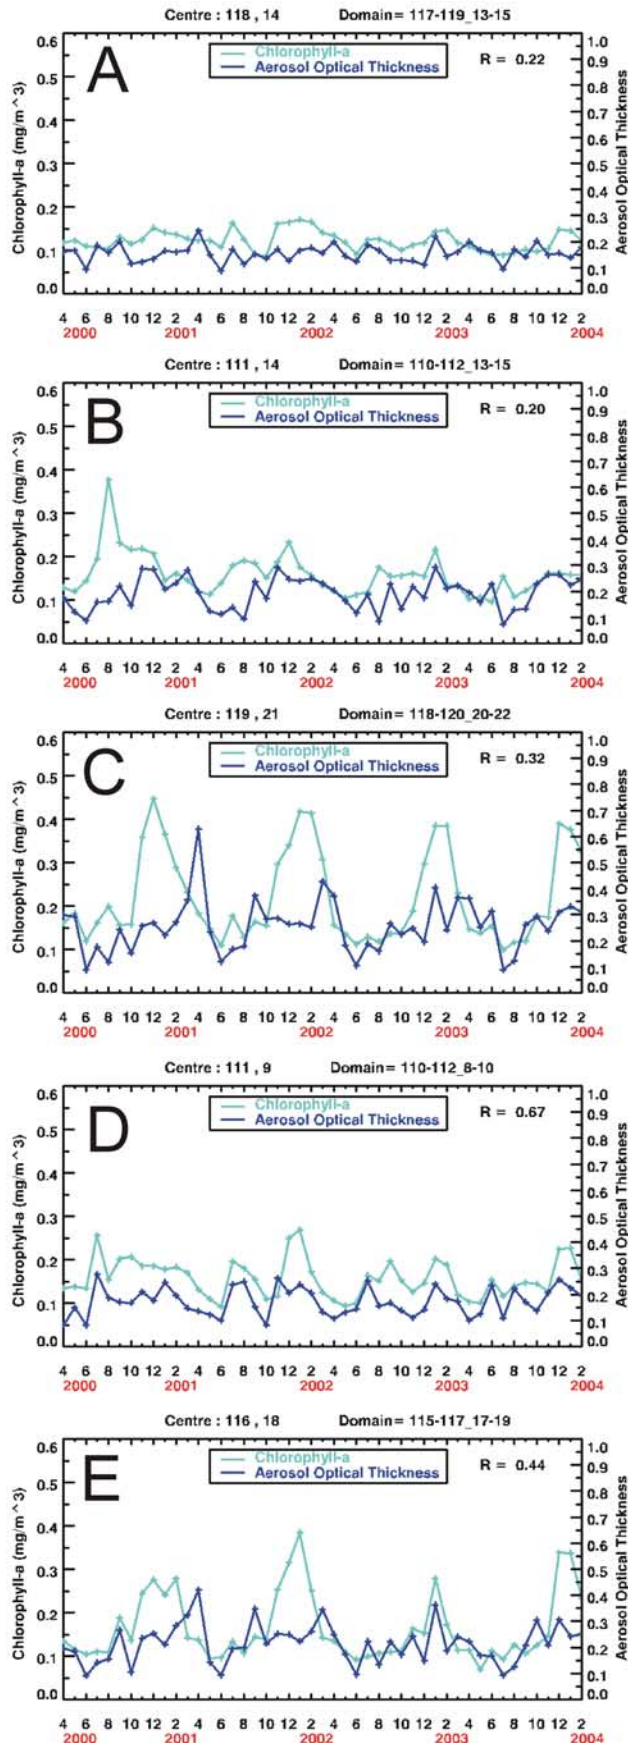 Centre : 118 , 14 Domain= 117-119_13-15
A
Chlorophyll-a
Aerosol Optical Thickness
R = 0.22
Chlorophyll-a (mg/m^3)
0.6
0.5
0.4
0.3
0.2
0.1
0.0
Aerosol Optical Thickness
1.0
0.9
0.8
0.7
0.6
0.5
0.4
0.3
0.2
0.1
0.0
4 6 8 10 12 2 4 6 8 10 12 2 4 6 8 10 12 2 4 6 8 10 12 2
2000 2001 2002 2003 2004
Centre : 111 , 14 Domain= 110-112_13-15
B
Chlorophyll-a
Aerosol Optical Thickness
R = 0.20
Chlorophyll-a (mg/m^3)
0.6
0.5
0.4
0.3
0.2
0.1
0.0
Aerosol Optical Thickness
1.0
0.9
0.8
0.7
0.6
0.5
0.4
0.3
0.2
0.1
0.0
4 6 8 10 12 2 4 6 8 10 12 2 4 6 8 10 12 2 4 6 8 10 12 2
2000 2001 2002 2003 2004
Centre : 119 , 21 Domain= 118-120_20-22
C
Chlorophyll-a
Aerosol Optical Thickness
R = 0.32
Chlorophyll-a (mg/m^3)
0.6
0.5
0.4
0.3
0.2
0.1
0.0
Aerosol Optical Thickness
1.0
0.9
0.8
0.7
0.6
0.5
0.4
0.3
0.2
0.1
0.0
4 6 8 10 12 2 4 6 8 10 12 2 4 6 8 10 12 2 4 6 8 10 12 2
2000 2001 2002 2003 2004
Centre : 111 , 9 Domain= 110-112_8-10
D
Chlorophyll-a
Aerosol Optical Thickness
R = 0.67
Chlorophyll-a (mg/m^3)
0.6
0.5
0.4
0.3
0.2
0.1
0.0
Aerosol Optical Thickness
1.0
0.9
0.8
0.7
0.6
0.5
0.4
0.3
0.2
0.1
0.0
4 6 8 10 12 2 4 6 8 10 12 2 4 6 8 10 12 2 4 6 8 10 12 2
2000 2001 2002 2003 2004
Centre : 116 , 18 Domain= 115-117_17-19
E
Chlorophyll-a
Aerosol Optical Thickness
R = 0.44
Chlorophyll-a (mg/m^3)
0.6
0.5
0.4
0.3
0.2
0.1
0.0
Aerosol Optical Thickness
1.0
0.9
0.8
0.7
0.6
0.5
0.4
0.3
0.2
0.1
0.0
4 6 8 10 12 2 4 6 8 10 12 2 4 6 8 10 12 2 4 6 8 10 12 2
2000 2001 2002 2003 2004